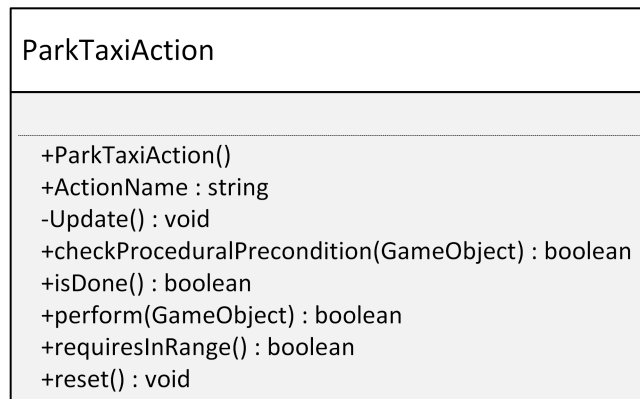 ParkTaxiAction
+ParkTaxiAction()
+ActionName : string
-Update() : void
+checkProceduralPrecondition(GameObject) : boolean
+isDone() : boolean
+perform(GameObject) : boolean
+requiresInRange() : boolean
+reset() : void